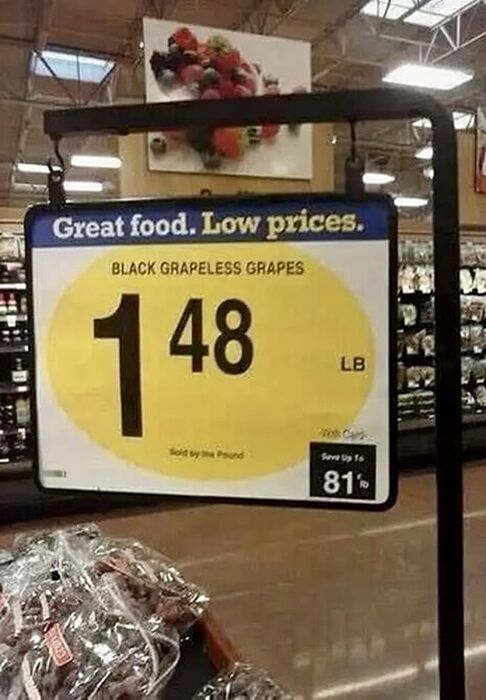 Great food. Low prices.
BLACK GRAPELESS GRAPES
1 48
LB
With Card
Sold by the Pound
Save Up To
81¢ lb